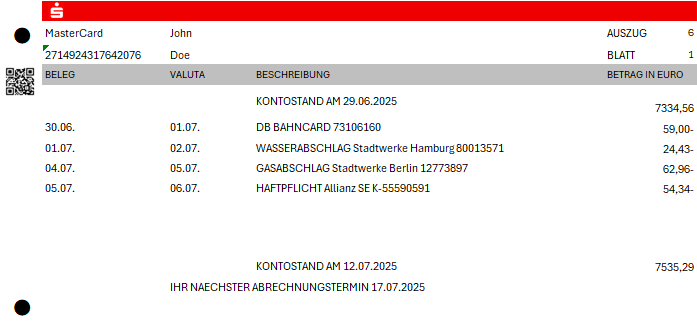 MasterCard John AUSZUG 6
2714924317642076 Doe BLATT 1
BELEG VALUTA BESCHREIBUNG BETRAG IN EURO
KONTOSTAND AM 29.06.2025 7334,56
30.06. 01.07. DB BAHNCARD 73106160 59,00-
01.07. 02.07. WASSERABSCHLAG Stadtwerke Hamburg 80013571 24,43-
04.07. 05.07. GASABSCHLAG Stadtwerke Berlin 12773897 62,96-
05.07. 06.07. HAFTPFLICHT Allianz SE K-55590591 54,34-
KONTOSTAND AM 12.07.2025 7535,29
IHR NAECHSTER ABRECHNUNGSTERMIN 17.07.2025